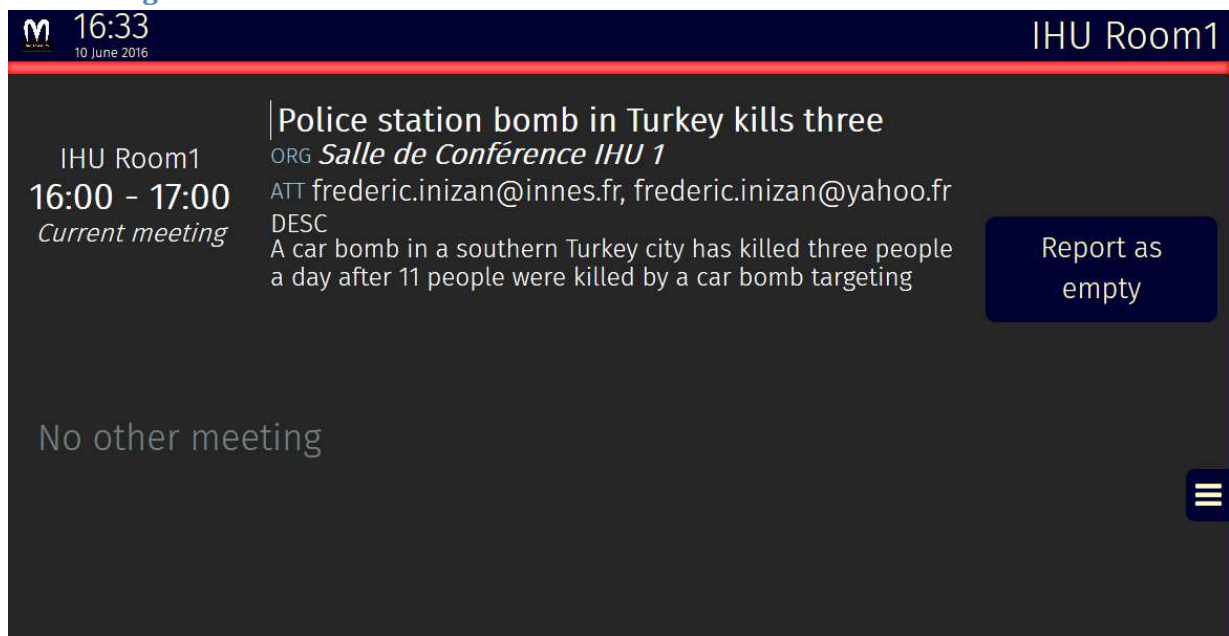 16:33
10 June 2016
IHU Room1
IHU Room1
16:00 - 17:00
Current meeting
Police station bomb in Turkey kills three
ORG Salle de Conférence IHU 1
ATT frederic.inizan@innes.fr, frederic.inizan@yahoo.fr
DESC
A car bomb in a southern Turkey city has killed three people
a day after 11 people were killed by a car bomb targeting
Report as
empty
No other meeting